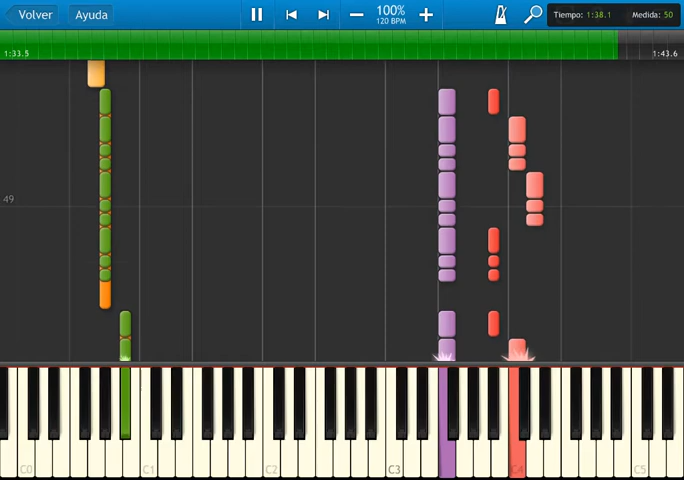 Volver
Ayuda
100%
120 BPM
Tiempo: 1:38.1
Medida: 50
1:33.5
1:43.6
49
C0
C1
C2
C3
C4
C5